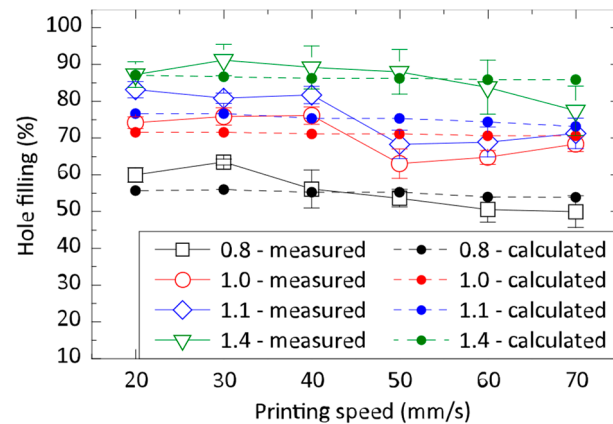 100
90
80
70
60
50
40
30
20
10
Hole filling (%)
0.8 - measured
0.8 - calculated
1.0 - measured
1.0 - calculated
1.1 - measured
1.1 - calculated
1.4 - measured
1.4 - calculated
20 30 40 50 60 70
Printing speed (mm/s)